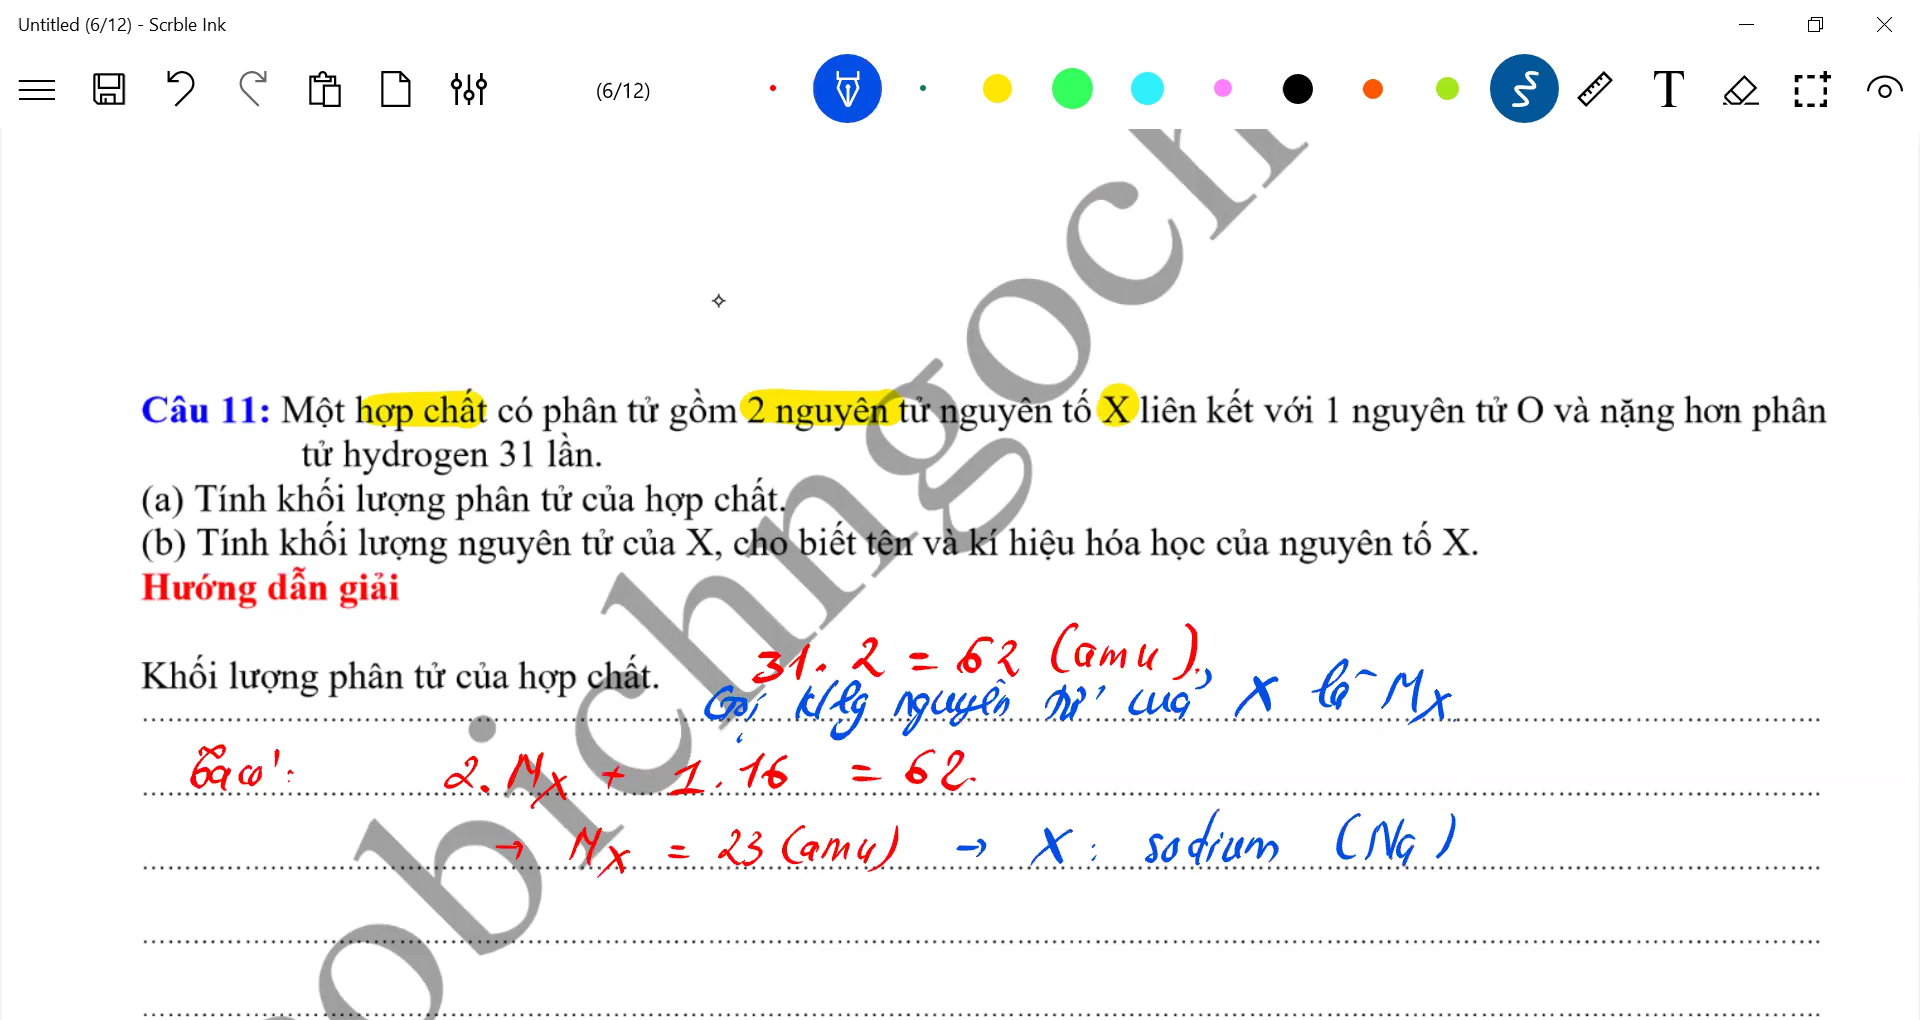 Untitled (6/12) - Scrble Ink
(6/12)
T
Câu 11: Một hợp chất có phân tử gồm 2 nguyên tử nguyên tố X liên kết với 1 nguyên tử O và nặng hơn phân
tử hydrogen 31 lần.
(a) Tính khối lượng phân tử của hợp chất.
(b) Tính khối lượng nguyên tử của X, cho biết tên và kí hiệu hóa học của nguyên tố X.
Hướng dẫn giải
Khối lượng phân tử của hợp chất. 31. 2 = 62 (amu).
Gọi k/lg nguyên tử của X là Mx
Ta có: 2. Mx + 1. 16 = 62.
→ Mx = 23 (amu) → X: sodium (Na)
obichngoch